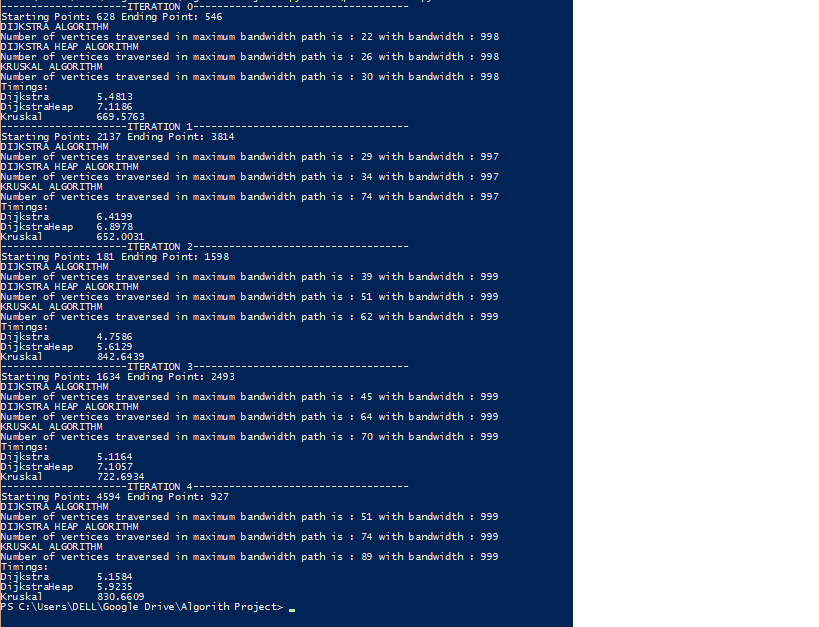 ---------------------ITERATION 0------------------------------------
Starting Point: 628 Ending Point: 546
DIJKSTRA ALGORITHM
Number of vertices traversed in maximum bandwidth path is : 22 with bandwidth : 998
DIJKSTRA HEAP ALGORITHM
Number of vertices traversed in maximum bandwidth path is : 26 with bandwidth : 998
KRUSKAL ALGORITHM
Number of vertices traversed in maximum bandwidth path is : 30 with bandwidth : 998
Timings:
Dijkstra        5.4813
DijkstraHeap    7.1186
Kruskal         669.5763
---------------------ITERATION 1------------------------------------
Starting Point: 2137 Ending Point: 3814
DIJKSTRA ALGORITHM
Number of vertices traversed in maximum bandwidth path is : 29 with bandwidth : 997
DIJKSTRA HEAP ALGORITHM
Number of vertices traversed in maximum bandwidth path is : 34 with bandwidth : 997
KRUSKAL ALGORITHM
Number of vertices traversed in maximum bandwidth path is : 74 with bandwidth : 997
Timings:
Dijkstra        6.4199
DijkstraHeap    6.8978
Kruskal         652.0031
---------------------ITERATION 2------------------------------------
Starting Point: 181 Ending Point: 1598
DIJKSTRA ALGORITHM
Number of vertices traversed in maximum bandwidth path is : 39 with bandwidth : 999
DIJKSTRA HEAP ALGORITHM
Number of vertices traversed in maximum bandwidth path is : 51 with bandwidth : 999
KRUSKAL ALGORITHM
Number of vertices traversed in maximum bandwidth path is : 62 with bandwidth : 999
Timings:
Dijkstra        4.7586
DijkstraHeap    5.6129
Kruskal         842.6439
---------------------ITERATION 3------------------------------------
Starting Point: 1634 Ending Point: 2493
DIJKSTRA ALGORITHM
Number of vertices traversed in maximum bandwidth path is : 45 with bandwidth : 999
DIJKSTRA HEAP ALGORITHM
Number of vertices traversed in maximum bandwidth path is : 64 with bandwidth : 999
KRUSKAL ALGORITHM
Number of vertices traversed in maximum bandwidth path is : 70 with bandwidth : 999
Timings:
Dijkstra        5.1164
DijkstraHeap    7.1057
Kruskal         722.6934
---------------------ITERATION 4------------------------------------
Starting Point: 4594 Ending Point: 927
DIJKSTRA ALGORITHM
Number of vertices traversed in maximum bandwidth path is : 51 with bandwidth : 999
DIJKSTRA HEAP ALGORITHM
Number of vertices traversed in maximum bandwidth path is : 74 with bandwidth : 999
KRUSKAL ALGORITHM
Number of vertices traversed in maximum bandwidth path is : 89 with bandwidth : 999
Timings:
Dijkstra        5.1584
DijkstraHeap    5.9235
Kruskal         830.6609
PS C:\Users\DELL\Google Drive\Algorith Project>